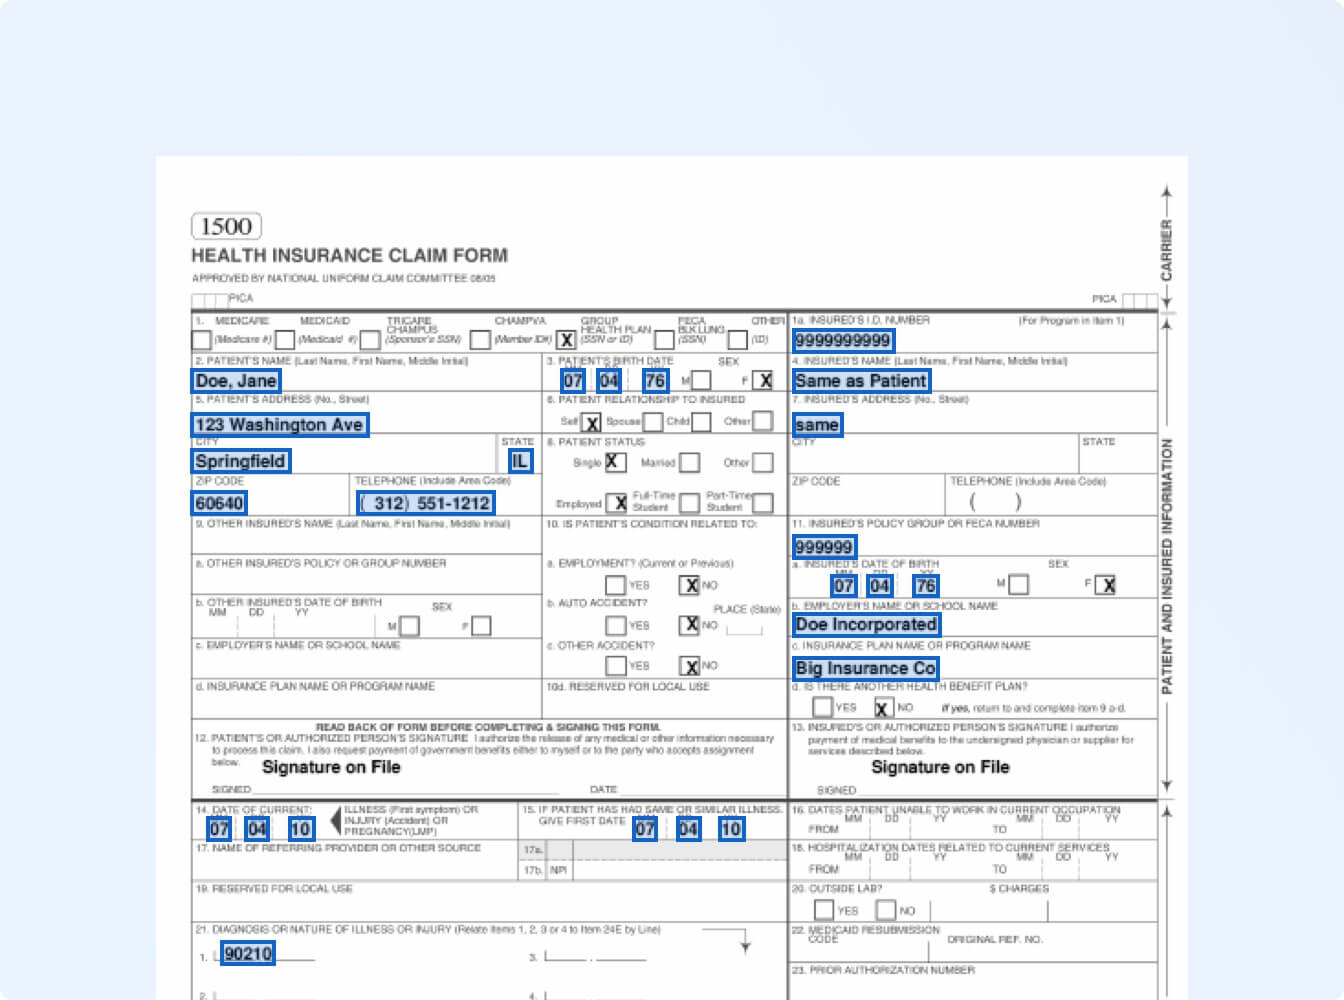 1500
HEALTH INSURANCE CLAIM FORM
APPROVED BY NATIONAL UNIFORM CLAIM COMMITTEE 08/05
PICA
PICA
CARRIER
1. MEDICARE MEDICAID TRICARE CHAMPVA GROUP FECA OTHER
CHAMPUS HEALTH PLAN BLK LUNG
(Medicare #) (Medicaid #) (Sponsor's SSN) (Member ID#) X (SSN or ID) (SSN) (ID)
1a. INSURED'S I.D. NUMBER (For Program in Item 1)
9999999999
2. PATIENT'S NAME (Last Name, First Name, Middle Initial)
Doe, Jane
3. PATIENT'S BIRTH DATE SEX
07 04 76 M F X
4. INSURED'S NAME (Last Name, First Name, Middle Initial)
Same as Patient
5. PATIENT'S ADDRESS (No., Street)
123 Washington Ave
6. PATIENT RELATIONSHIP TO INSURED
Self X Spouse Child Other
7. INSURED'S ADDRESS (No., Street)
same
CITY STATE
Springfield IL
8. PATIENT STATUS
Single X Married Other
CITY STATE
ZIP CODE TELEPHONE (Include Area Code)
60640 ( 312) 551-1212
Employed X Full-Time Student Part-Time Student
ZIP CODE TELEPHONE (Include Area Code)
( )
9. OTHER INSURED'S NAME (Last Name, First Name, Middle Initial)
10. IS PATIENT'S CONDITION RELATED TO:
11. INSURED'S POLICY GROUP OR FECA NUMBER
999999
a. OTHER INSURED'S POLICY OR GROUP NUMBER
a. EMPLOYMENT? (Current or Previous)
YES X NO
a. INSURED'S DATE OF BIRTH SEX
07 04 76 M F X
b. OTHER INSURED'S DATE OF BIRTH SEX
MM DD YY
M F
b. AUTO ACCIDENT? PLACE (State)
YES X NO
b. EMPLOYER'S NAME OR SCHOOL NAME
Doe Incorporated
c. EMPLOYER'S NAME OR SCHOOL NAME
c. OTHER ACCIDENT?
YES X NO
c. INSURANCE PLAN NAME OR PROGRAM NAME
Big Insurance Co
d. INSURANCE PLAN NAME OR PROGRAM NAME
10d. RESERVED FOR LOCAL USE
d. IS THERE ANOTHER HEALTH BENEFIT PLAN?
YES X NO If yes, return to and complete item 9 a-d.
PATIENT AND INSURED INFORMATION
READ BACK OF FORM BEFORE COMPLETING & SIGNING THIS FORM.
12. PATIENT'S OR AUTHORIZED PERSON'S SIGNATURE I authorize the release of any medical or other information necessary
to process this claim. I also request payment of government benefits either to myself or to the party who accepts assignment
below.
Signature on File
SIGNED DATE
13. INSURED'S OR AUTHORIZED PERSON'S SIGNATURE I authorize
payment of medical benefits to the undersigned physician or supplier for
services described below.
Signature on File
SIGNED
14. DATE OF CURRENT:
07 04 10
ILLNESS (First symptom) OR
INJURY (Accident) OR
PREGNANCY(LMP)
15. IF PATIENT HAS HAD SAME OR SIMILAR ILLNESS.
GIVE FIRST DATE 07 04 10
16. DATES PATIENT UNABLE TO WORK IN CURRENT OCCUPATION
MM DD YY MM DD YY
FROM TO
17. NAME OF REFERRING PROVIDER OR OTHER SOURCE
17a.
17b. NPI
18. HOSPITALIZATION DATES RELATED TO CURRENT SERVICES
MM DD YY MM DD YY
FROM TO
19. RESERVED FOR LOCAL USE
20. OUTSIDE LAB? $ CHARGES
YES NO
21. DIAGNOSIS OR NATURE OF ILLNESS OR INJURY (Relate Items 1, 2, 3 or 4 to Item 24E by Line)
1. 90210
3. .
22. MEDICAID RESUBMISSION
CODE ORIGINAL REF. NO.
23. PRIOR AUTHORIZATION NUMBER
2. 4.